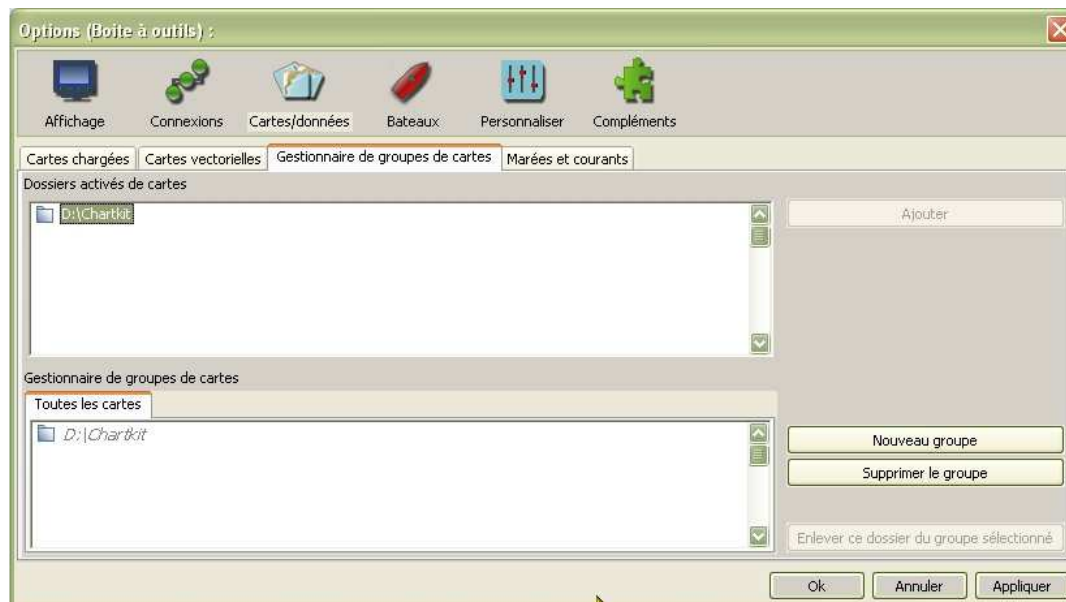 Options (Boite à outils) :
Affichage
Connexions
Cartes/données
Bateaux
Personnaliser
Compléments
Cartes chargées
Cartes vectorielles
Gestionnaire de groupes de cartes
Marées et courants
Dossiers activés de cartes
D:\Chartkit
Ajouter
Gestionnaire de groupes de cartes
Toutes les cartes
D:\Chartkit
Nouveau groupe
Supprimer le groupe
Enlever ce dossier du groupe sélectionné
Ok
Annuler
Appliquer